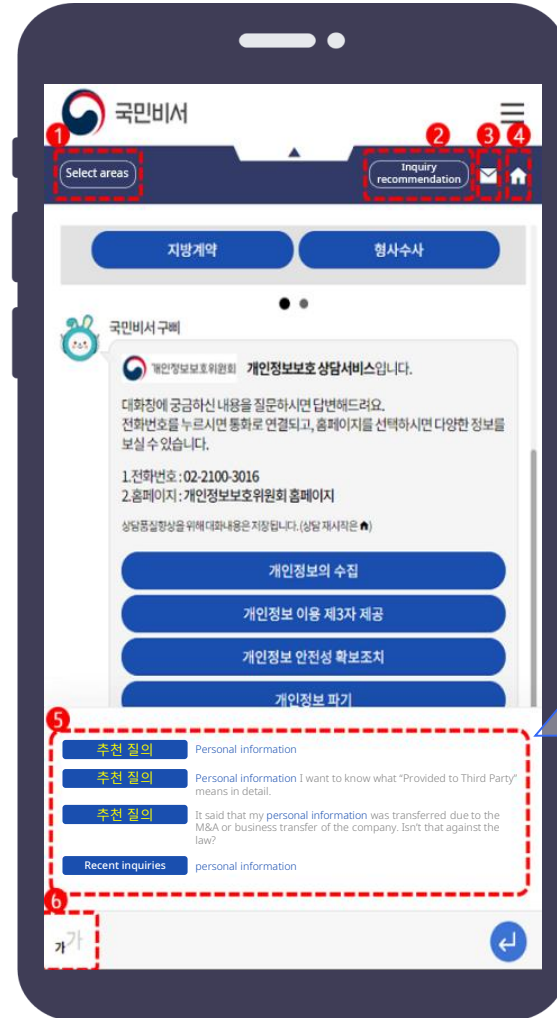 국민비서
1
2
3
4
Select areas
Inquiry
recommendation
지방계약
형사수사
국민비서 구삐
개인정보보호위원회 개인정보보호 상담서비스입니다.
대화창에 궁금하신 내용을 질문하시면 답변해드려요.
전화번호를 누르시면 통화로 연결되고, 홈페이지를 선택하시면 다양한 정보를
보실 수 있습니다.
1.전화번호 : 02-2100-3016
2.홈페이지 : 개인정보보호위원회 홈페이지
상담품질향상을 위해 대화내용은 저장됩니다. (상담 재시작은 )
개인정보의 수집
개인정보 이용 제3자 제공
개인정보 안전성 확보조치
개인정보 파기
5
추천 질의 Personal information
추천 질의 Personal information I want to know what “Provided to Third Party”
means in detail.
추천 질의 It said that my personal information was transferred due to the
M&A or business transfer of the company. Isn’t that against the
law?
Recent inquiries personal information
6
가가